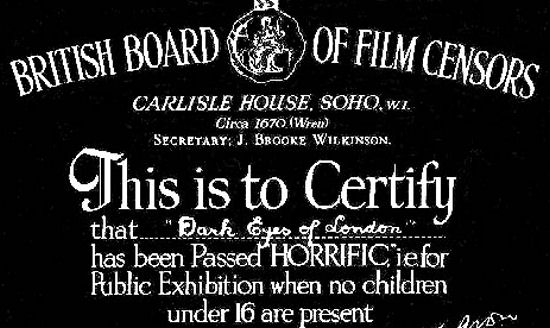 BRITISH BOARD OF FILM CENSORS
CARLISLE HOUSE, SOHO, W.1.
Circa 1670.(Wren)
SECRETARY; J. BROOKE WILKINSON.
This is to Certify
that "Dark Eyes of London"
has been Passed "HORRIFIC," i.e for
Public Exhibition when no children
under 16 are present